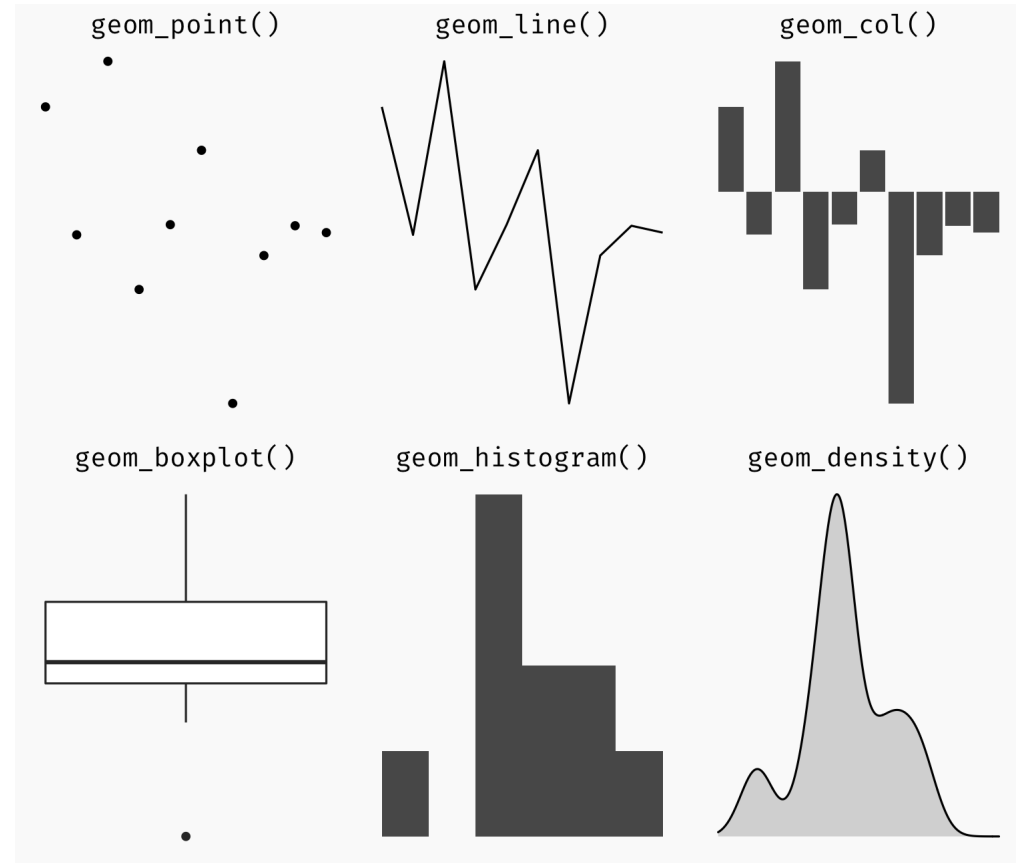 geom_point()
geom_line()
geom_col()
geom_boxplot()
geom_histogram()
geom_density()